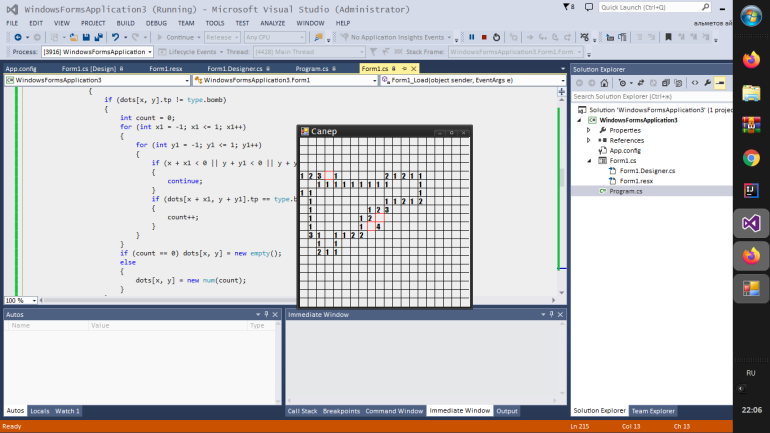 WindowsFormsApplication3 (Running) - Microsoft Visual Studio (Administrator)
8
Quick Launch (Ctrl+Q)
FILE EDIT VIEW PROJECT BUILD DEBUG TEAM TOOLS TEST ANALYZE WINDOW HELP
альметов ай
Continue Release Any CPU No Application Insights Events
Process: [3916] WindowsFormsApplication Lifecycle Events Thread: [4428] Main Thread Stack Frame: WindowsFormsApplication3.Form1.Form
App.config Form1.cs [Design] Form1.resx Form1.Designer.cs Program.cs Form1.cs
WindowsFormsApplication3 WindowsFormsApplication3.Form1 Form1_Load(object sender, EventArgs e)
{
if (dots[x, y].tp != type.bomb)
{
int count = 0;
for (int x1 = -1; x1 <= 1; x1++)
{
for (int y1 = -1; y1 <= 1; y1++)
{
if (x + x1 < 0 || y + y1 < 0 || y + y
{
continue;
}
if (dots[x + x1, y + y1].tp == type.b
{
count++;
}
}
}
if (count == 0) dots[x, y] = new empty();
else
{
dots[x, y] = new num(count);
}
100 %
Сапер
1 2 3 1 2 1 2 1 1
1 1 1 1 1 1 1 1 1
1 1 1
1 1 1 2 1 2
1 1 2 3
1 1 2
1 1 4
3 1 1 1 2 2
1 1
2 1 1
Solution Explorer
Search Solution Explorer (Ctrl+ж)
Solution 'WindowsFormsApplication3' (1 projec
WindowsFormsApplication3
Properties
References
App.config
Form1.cs
Form1.Designer.cs
Form1.resx
Program.cs
Autos
Name Value Type
Immediate Window
Autos Locals Watch 1
Call Stack Breakpoints Command Window Immediate Window Output
Solution Explorer Team Explorer
Ready
Ln 215 Col 13 Ch 13
RU
22:06